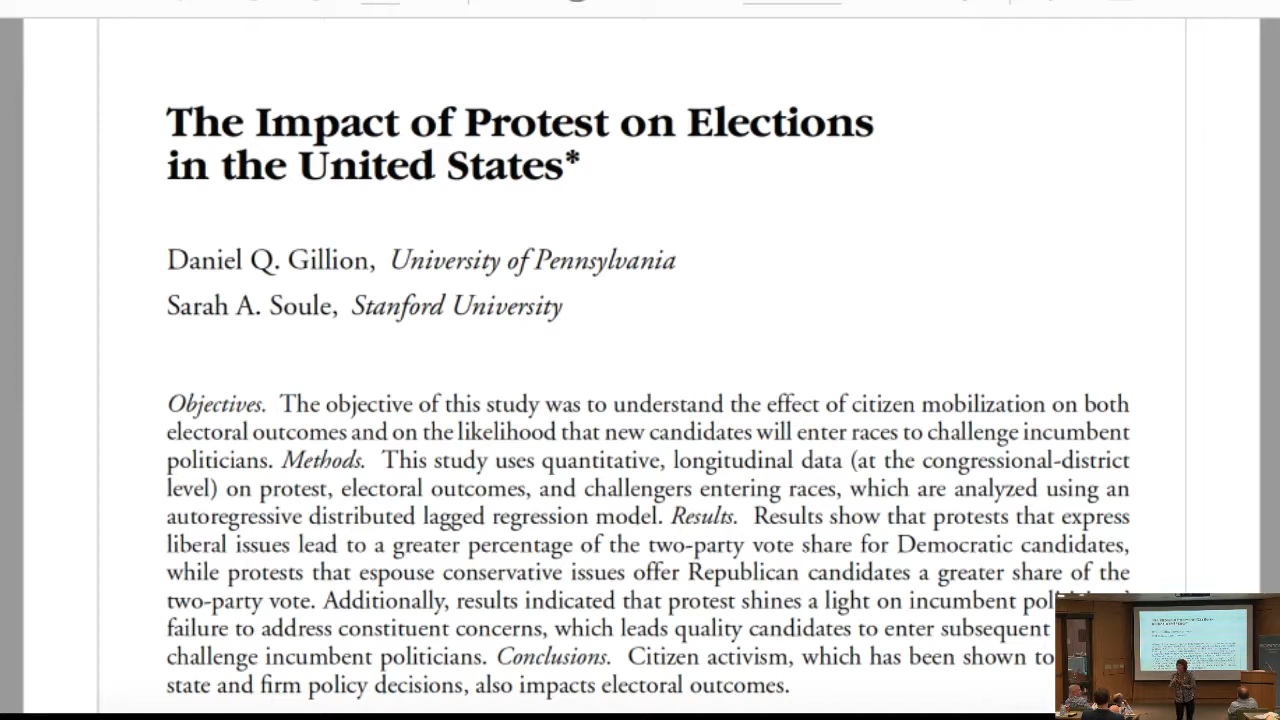 The Impact of Protest on Elections
in the United States*
Daniel Q. Gillion, University of Pennsylvania
Sarah A. Soule, Stanford University
Objectives. The objective of this study was to understand the effect of citizen mobilization on both
electoral outcomes and on the likelihood that new candidates will enter races to challenge incumbent
politicians. Methods. This study uses quantitative, longitudinal data (at the congressional-district
level) on protest, electoral outcomes, and challengers entering races, which are analyzed using an
autoregressive distributed lagged regression model. Results. Results show that protests that express
liberal issues lead to a greater percentage of the two-party vote share for Democratic candidates,
while protests that espouse conservative issues offer Republican candidates a greater share of the
two-party vote. Additionally, results indicated that protest shines a light on incumbent
failure to address constituent concerns, which leads quality candidates to enter subsequent
challenge incumbent politicians. Conclusions. Citizen activism, which has been shown to
state and firm policy decisions, also impacts electoral outcomes.